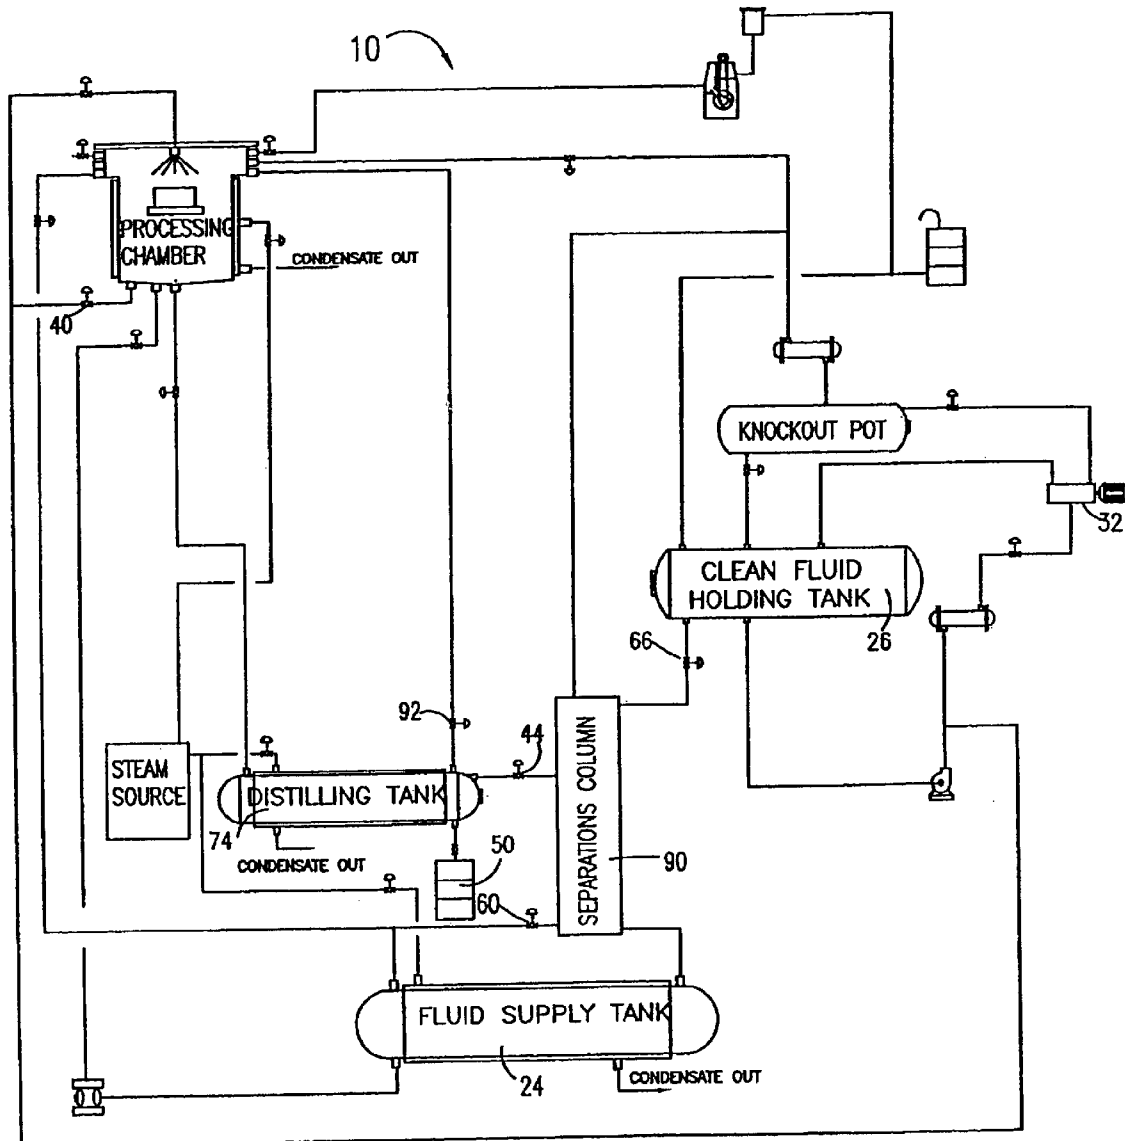 10
PROCESSING
CHAMBER
CONDENSATE OUT
40
KNOCKOUT POT
32
CLEAN FLUID
HOLDING TANK
26
66
92
44
STEAM
SOURCE
DISTILLING TANK
74
CONDENSATE OUT
50
SEPARATIONS COLUMN
90
60
FLUID SUPPLY TANK
24
CONDENSATE OUT